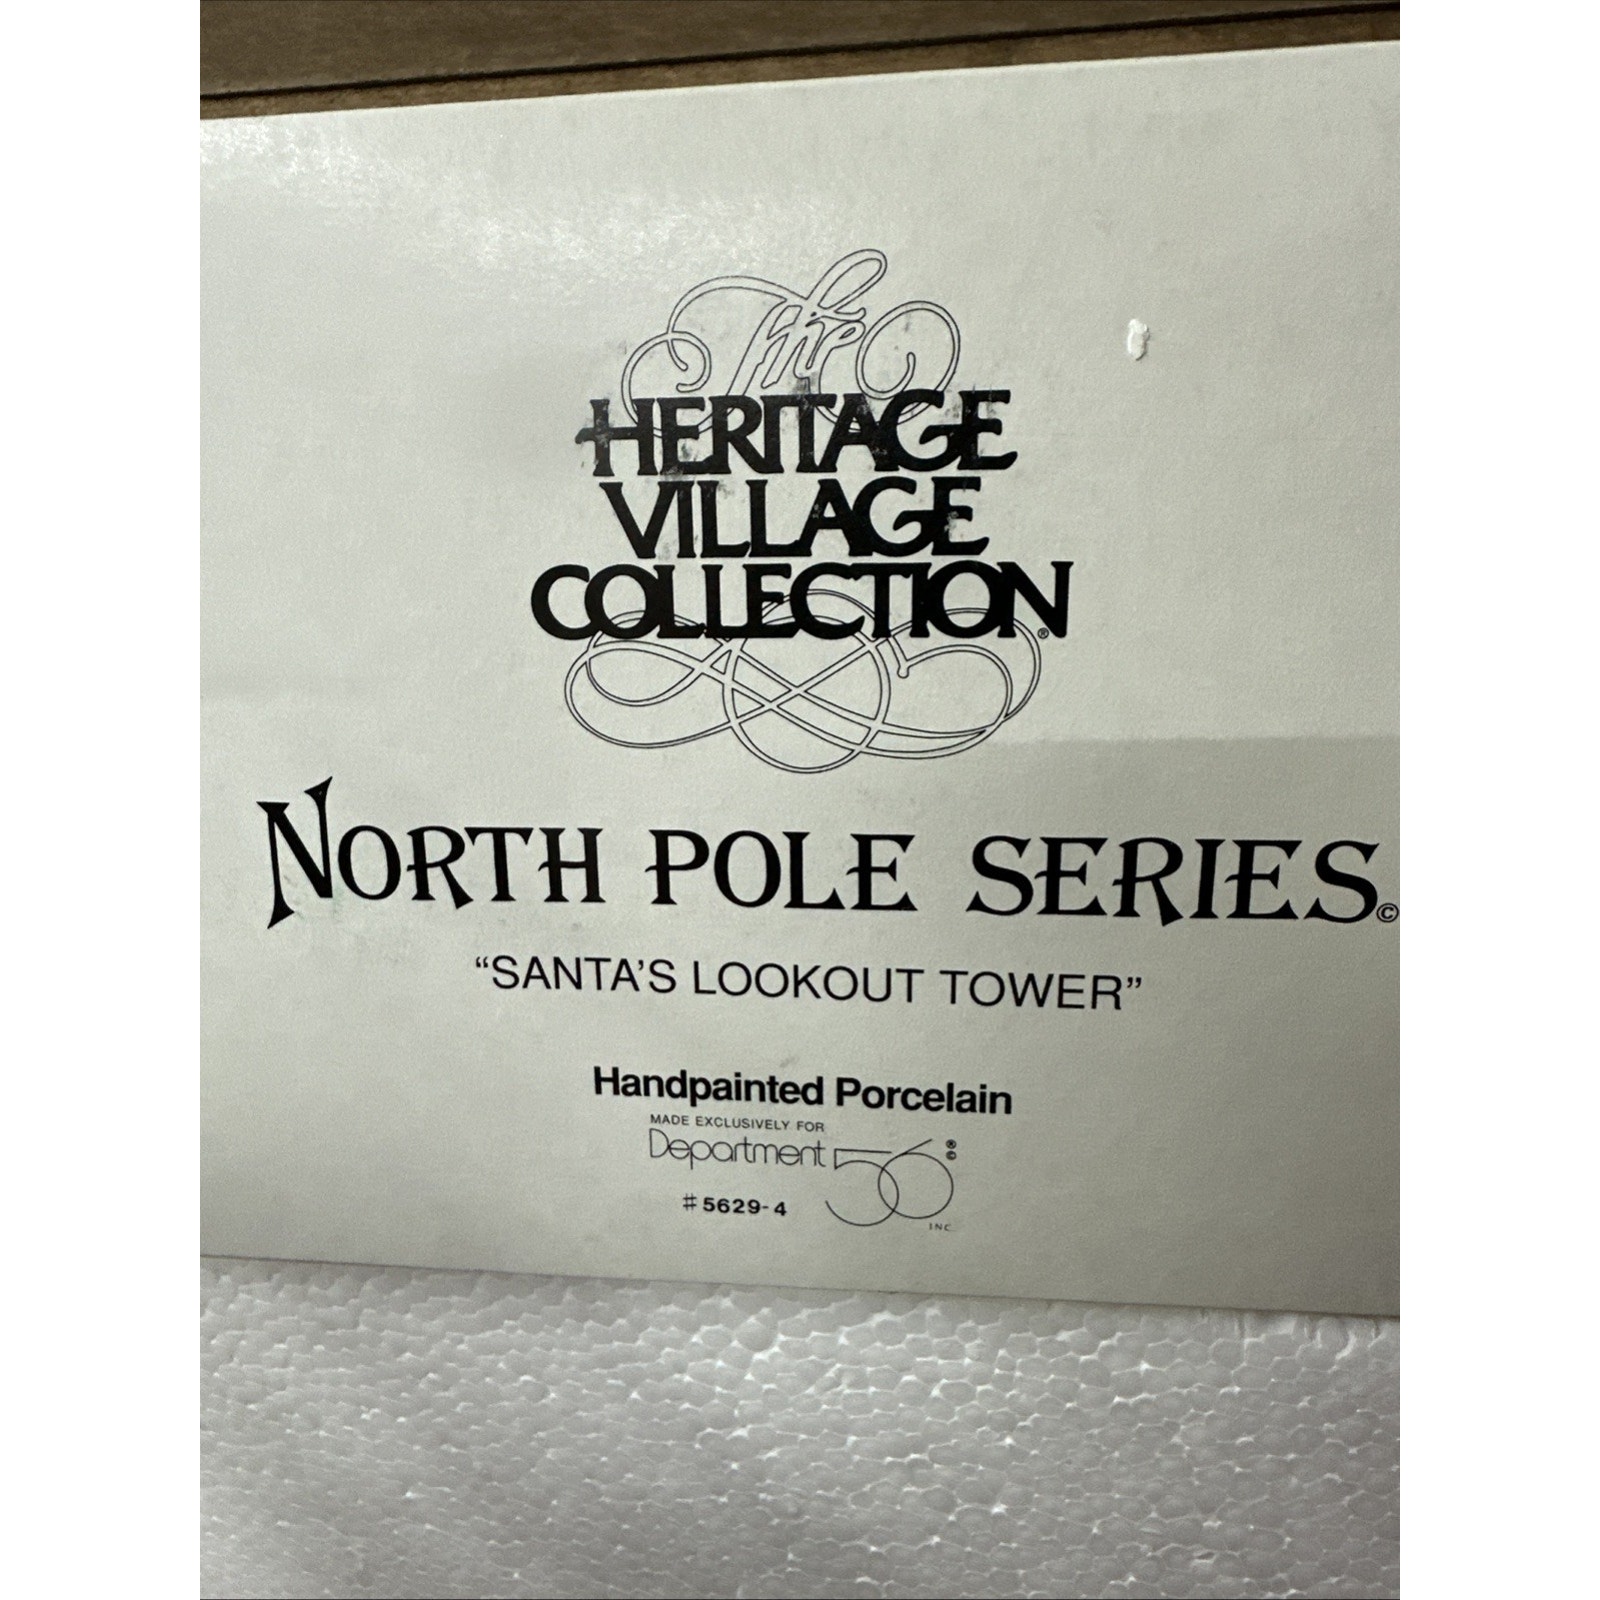 The
HERITAGE
VILLAGE
COLLECTION®
NORTH POLE SERIES©
“SANTA’S LOOKOUT TOWER”
Handpainted Porcelain
MADE EXCLUSIVELY FOR
Department 56 ®©
INC
#5629-4